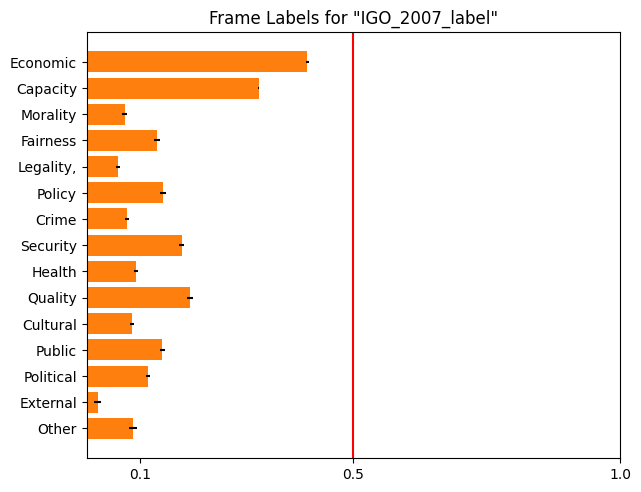 Frame Labels for "IGO_2007_label"
Economic
Capacity
Morality
Fairness
Legality,
Policy
Crime
Security
Health
Quality
Cultural
Public
Political
External
Other
0.1 0.5 1.0